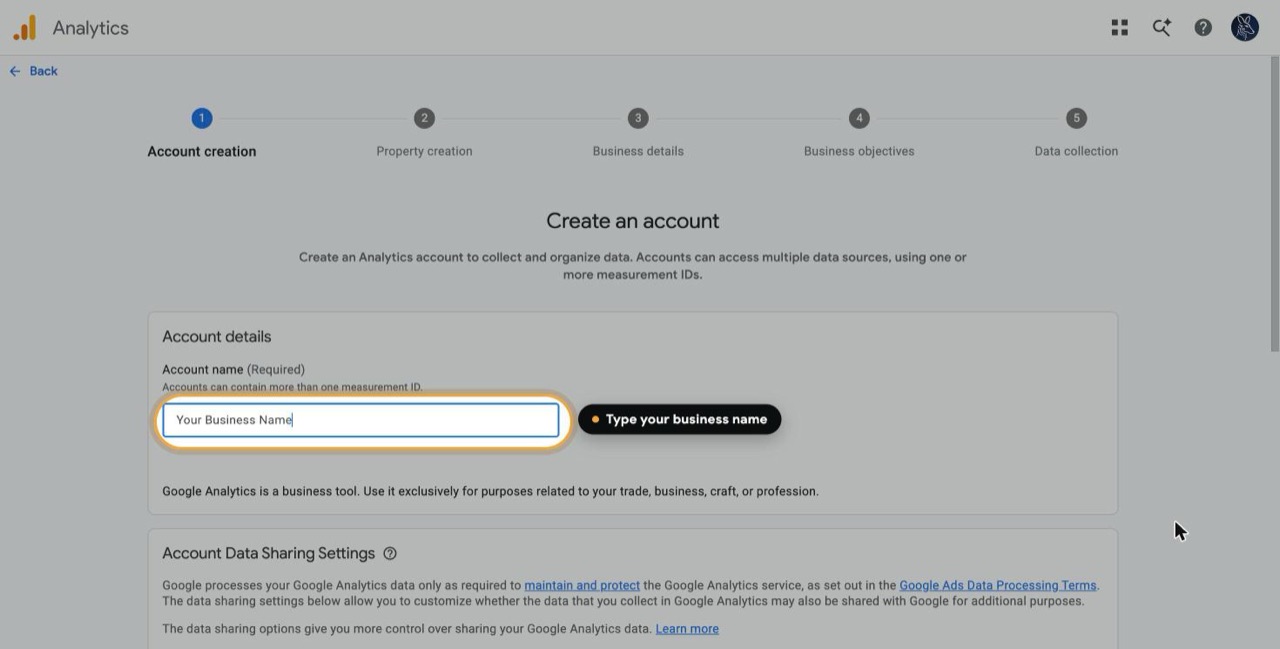 Analytics
Back
1
2
3
4
5
Account creation
Property creation
Business details
Business objectives
Data collection
Create an account
Create an Analytics account to collect and organize data. Accounts can access multiple data sources, using one or
more measurement IDs.
Account details
Account name (Required)
Accounts can contain more than one measurement ID.
Your Business Name
Type your business name
Google Analytics is a business tool. Use it exclusively for purposes related to your trade, business, craft, or profession.
Account Data Sharing Settings
Google processes your Google Analytics data only as required to maintain and protect the Google Analytics service, as set out in the Google Ads Data Processing Terms.
The data sharing settings below allow you to customize whether the data that you collect in Google Analytics may also be shared with Google for additional purposes.
The data sharing options give you more control over sharing your Google Analytics data. Learn more